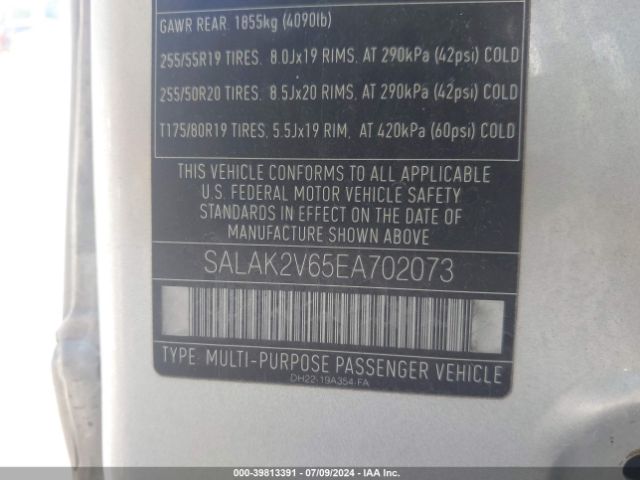 GAWR REAR. 1855kg (4090lb)
255/55R19 TIRES. 8.0Jx19 RIMS. AT 290kPa (42psi) COLD
255/50R20 TIRES. 8.5Jx20 RIMS. AT 290kPa (42psi) COLD
T175/80R19 TIRES, 5.5Jx19 RIM, AT 420kPa (60psi) COLD
THIS VEHICLE CONFORMS TO ALL APPLICABLE
U.S. FEDERAL MOTOR VEHICLE SAFETY
STANDARDS IN EFFECT ON THE DATE OF
MANUFACTURE SHOWN ABOVE
SALAK2V65EA702073
TYPE: MULTI-PURPOSE PASSENGER VEHICLE
DH22-19A354-FA
000-39813391 - 07/09/2024 - IAA, Inc.